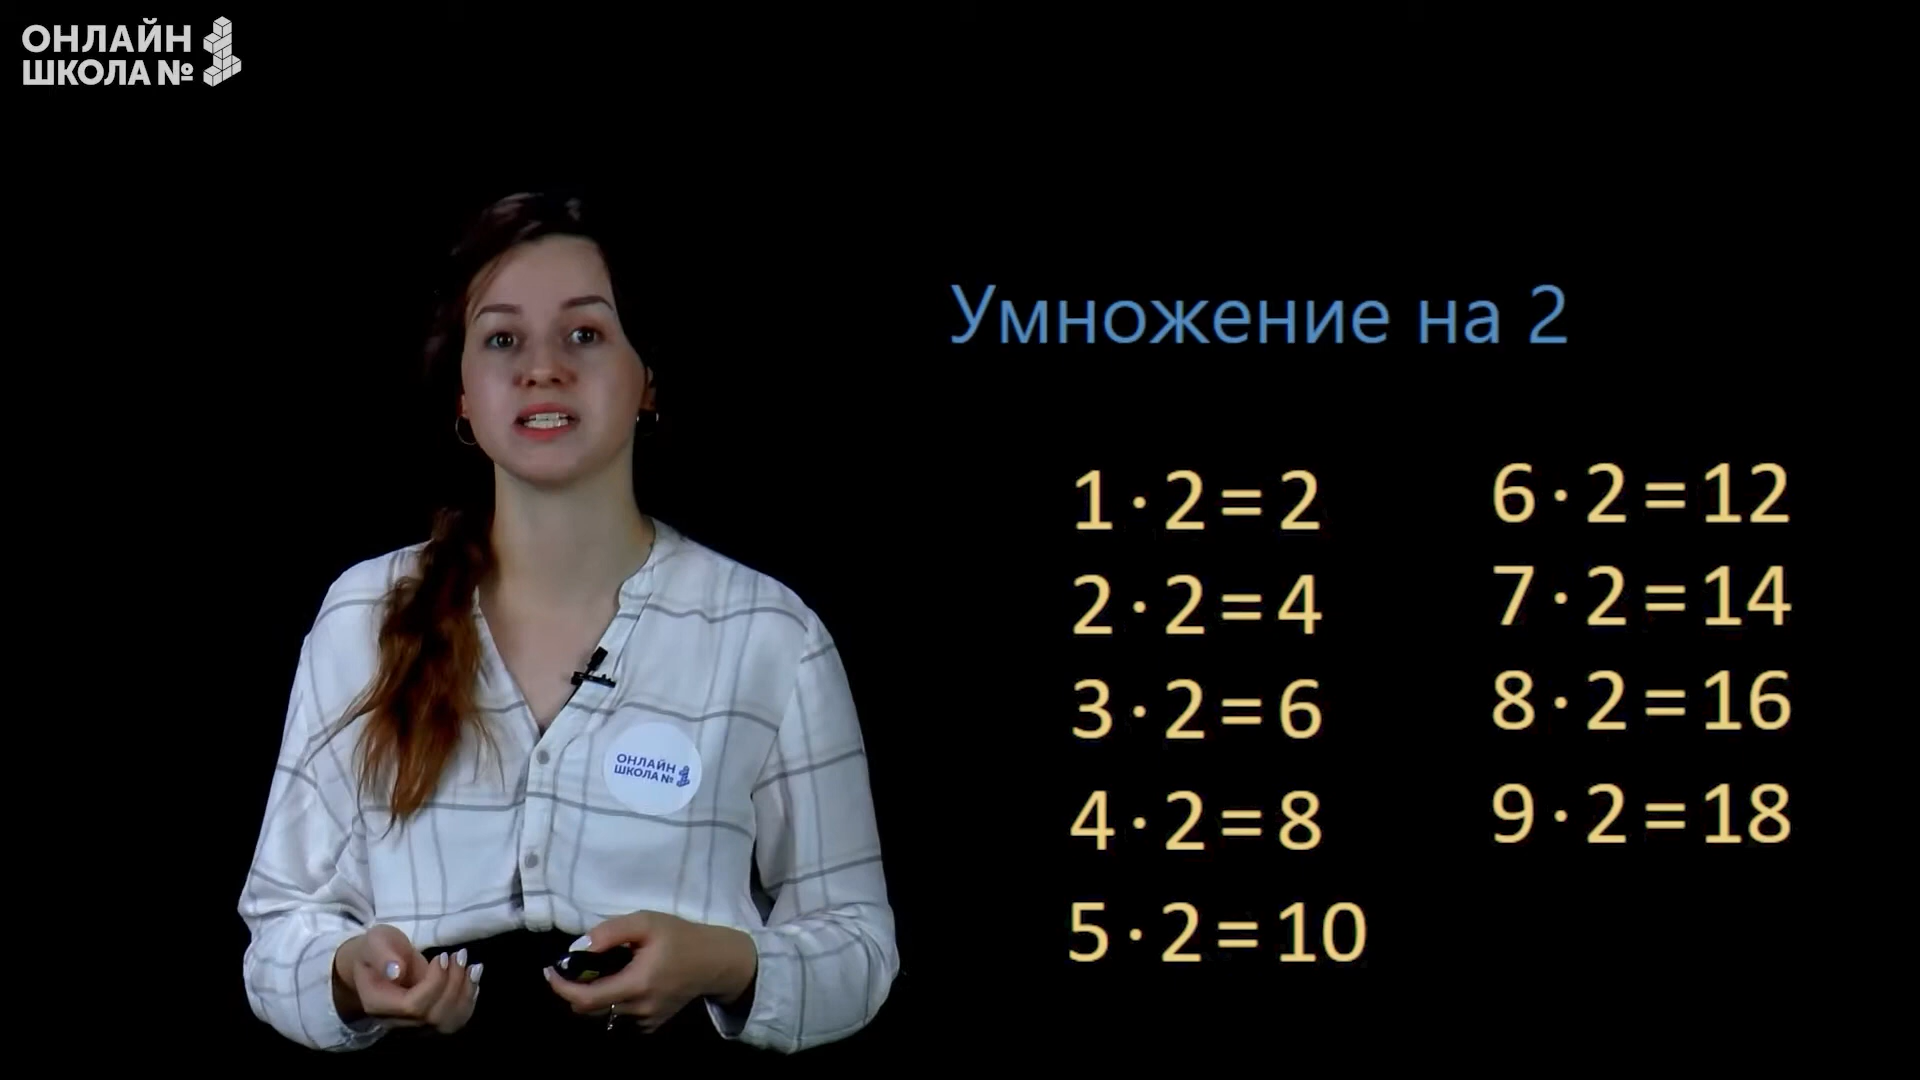 ОНЛАЙН
ШКОЛА №
Умножение на 2
1 · 2 = 2
2 · 2 = 4
3 · 2 = 6
4 · 2 = 8
5 · 2 = 10
6 · 2 = 12
7 · 2 = 14
8 · 2 = 16
9 · 2 = 18
ОНЛАЙН
ШКОЛА №